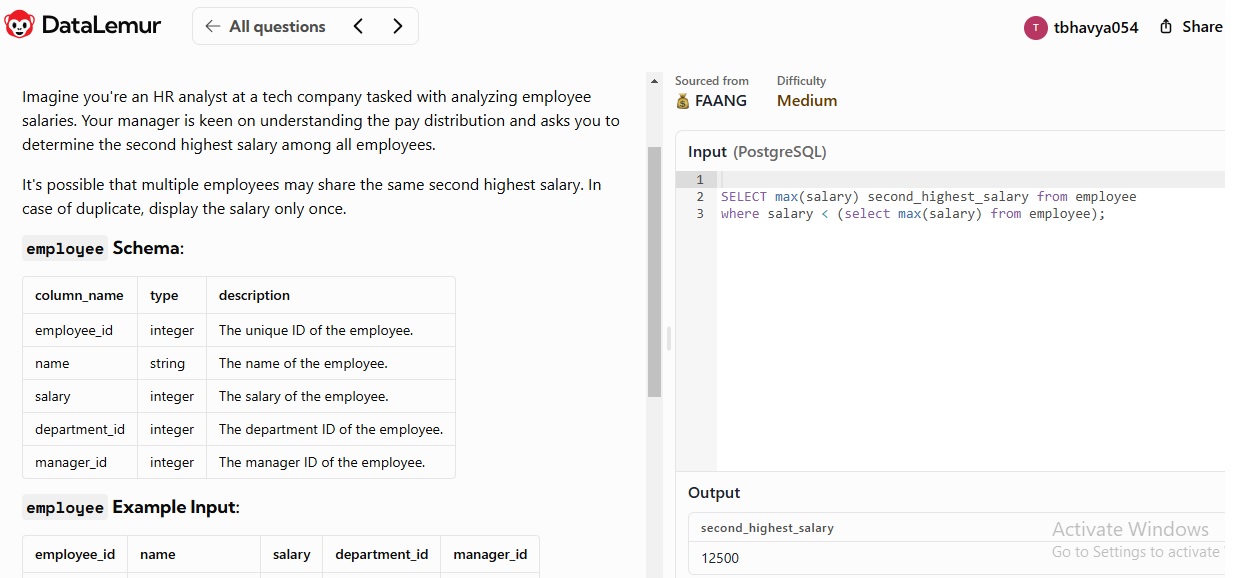 DataLemur
← All questions
T tbhavya054 Share
Imagine you're an HR analyst at a tech company tasked with analyzing employee
salaries. Your manager is keen on understanding the pay distribution and asks you to
determine the second highest salary among all employees.
It's possible that multiple employees may share the same second highest salary. In
case of duplicate, display the salary only once.
employee Schema:
column_name type description
employee_id integer The unique ID of the employee.
name string The name of the employee.
salary integer The salary of the employee.
department_id integer The department ID of the employee.
manager_id integer The manager ID of the employee.
employee Example Input:
employee_id name salary department_id manager_id
Sourced from Difficulty
FAANG Medium
Input (PostgreSQL)
1
2 SELECT max(salary) second_highest_salary from employee
3 where salary < (select max(salary) from employee);
Output
second_highest_salary
12500
Activate Windows
Go to Settings to activate